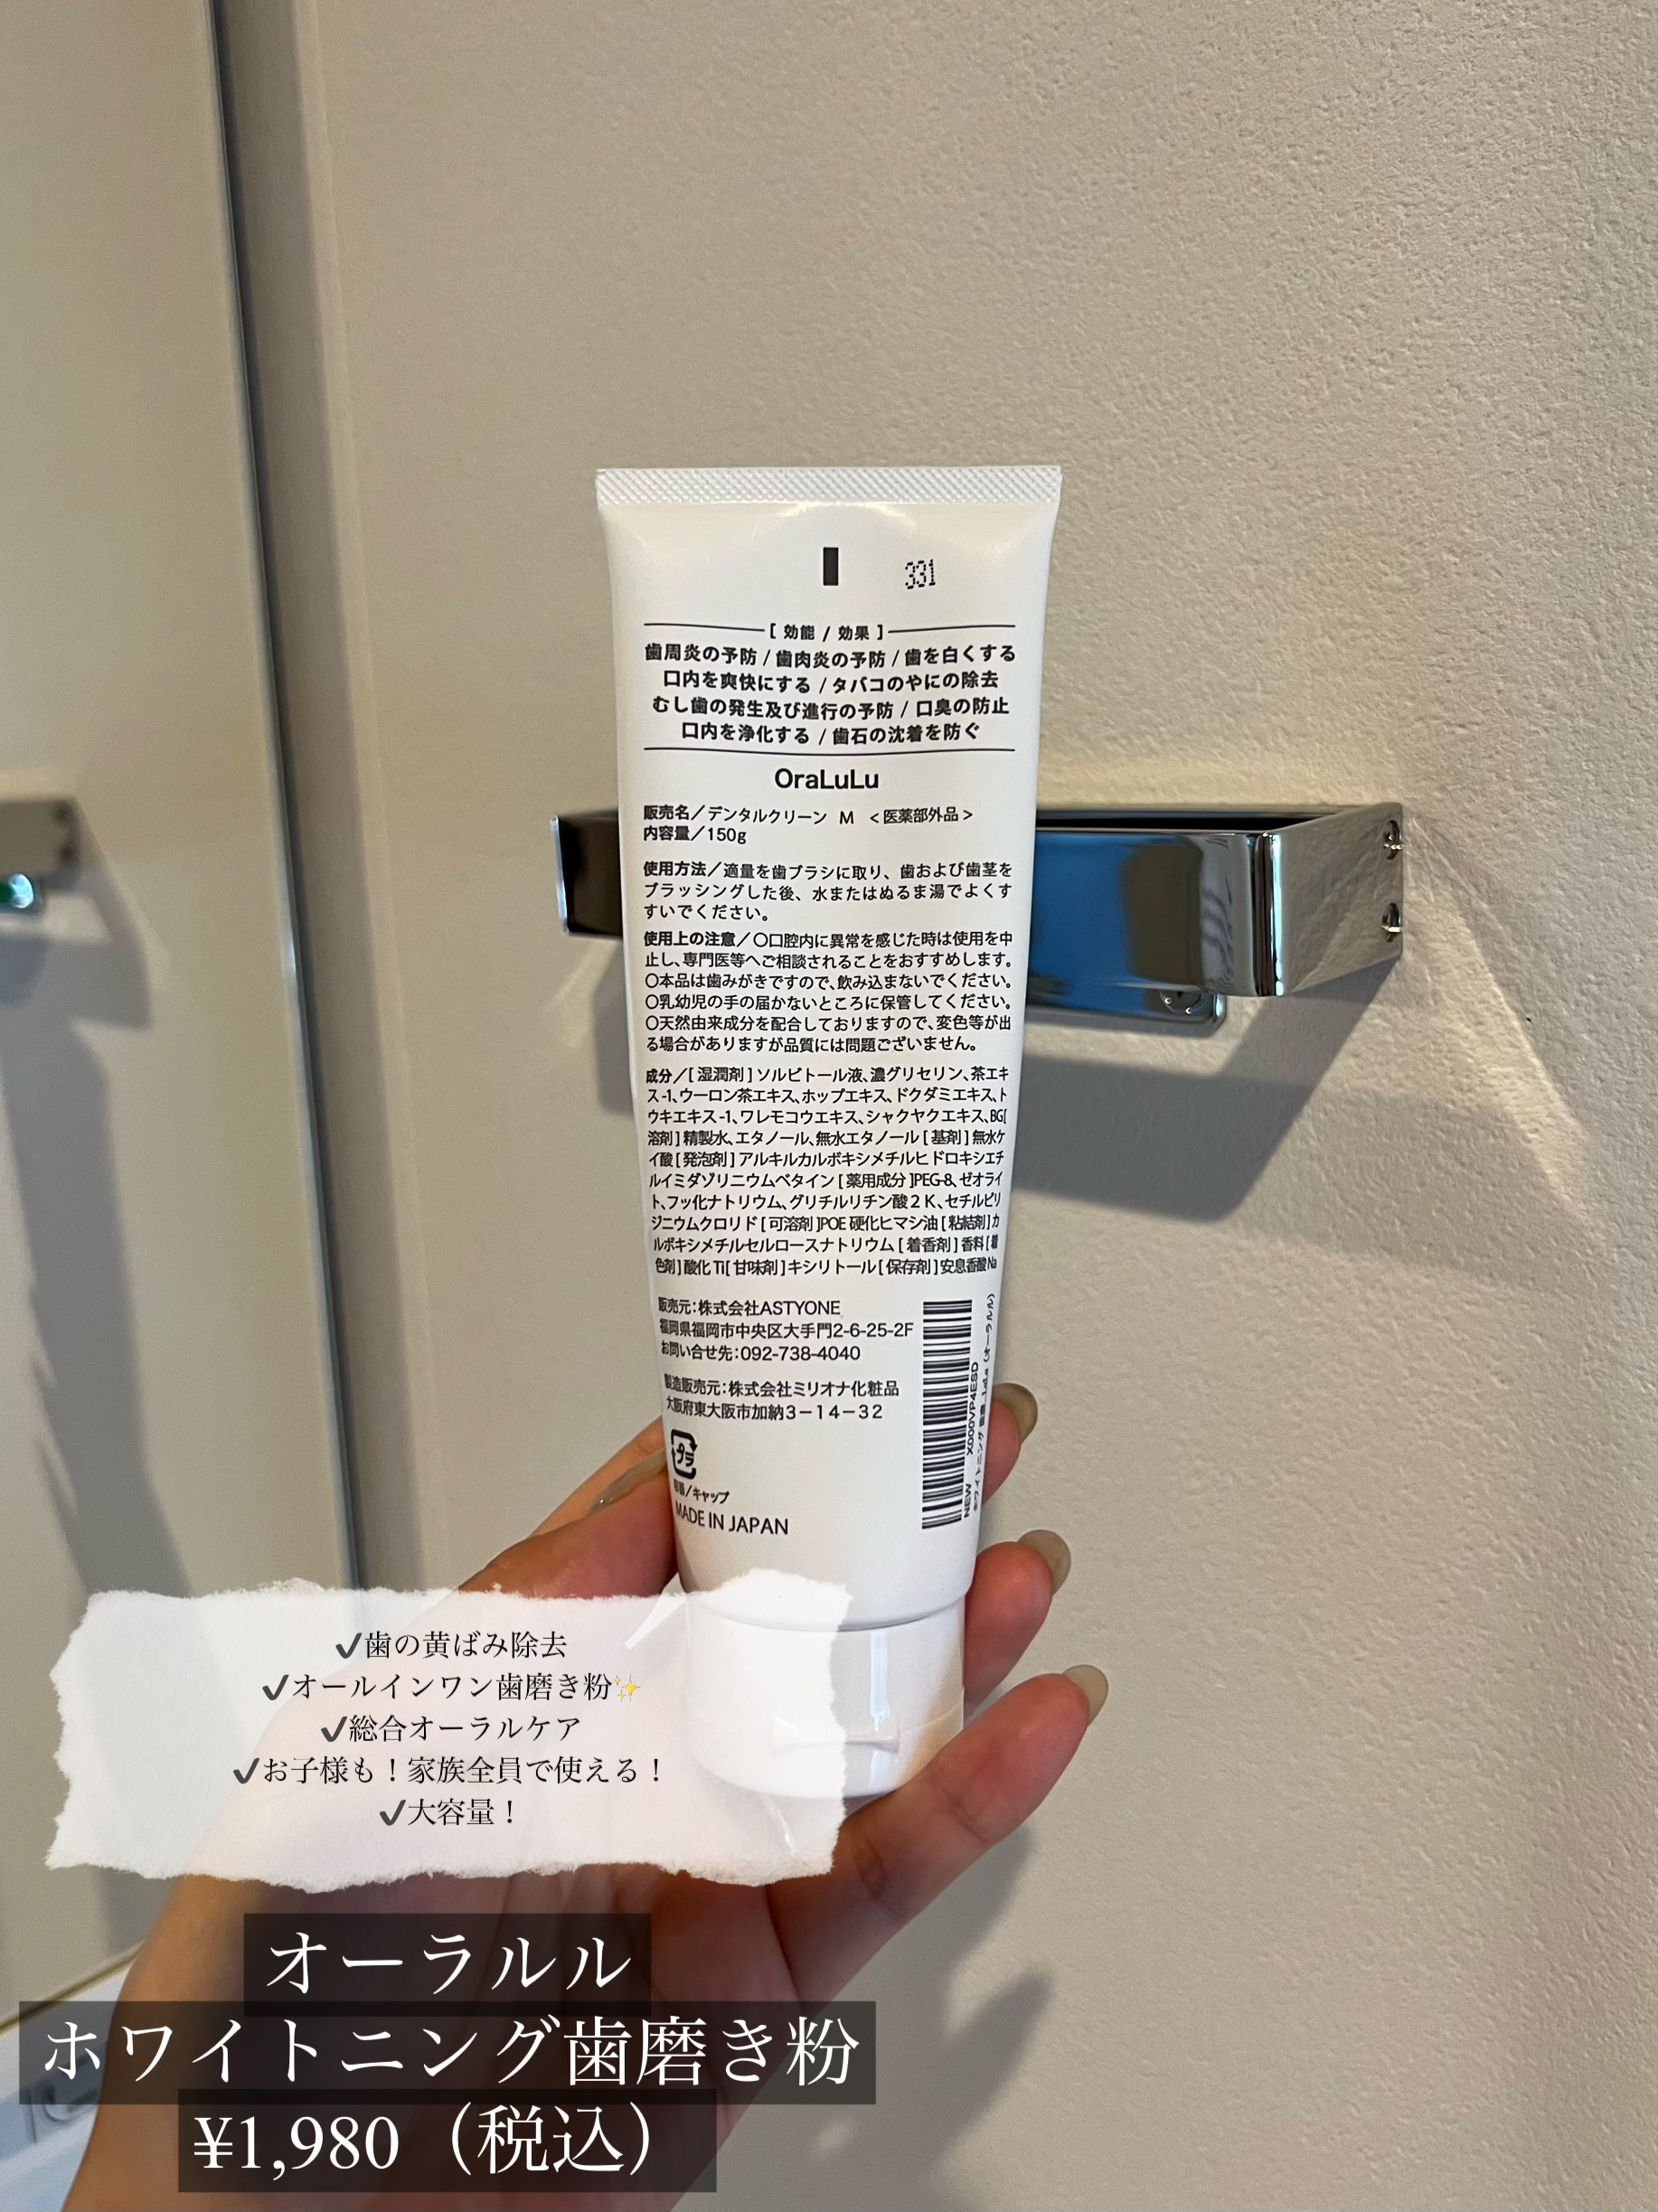 331
[ 効能 / 効果 ]
歯周炎の予防 / 歯肉炎の予防 / 歯を白くする
口内を爽快にする / タバコのやにの除去
むし歯の発生及び進行の予防 / 口臭の防止
口内を浄化する / 歯石の沈着を防ぐ
OraLuLu
販売名／デンタルクリーン M ＜医薬部外品＞
内容量／150g
使用方法／適量を歯ブラシに取り、歯および歯茎を
ブラッシングした後、水またはぬるま湯でよくす
すいでください。
使用上の注意／〇口腔内に異常を感じた時は使用を中
止し、専門医等へご相談されることをおすすめします。
〇本品は歯みがきですので、飲み込まないでください。
〇乳幼児の手の届かないところに保管してください。
〇天然由来成分を配合しておりますので、変色等が出
る場合がありますが品質には問題ございません。
成分／[ 湿潤剤 ] ソルビトール液、濃グリセリン、茶エキ
ス -1、ウーロン茶エキス、ホップエキス、ドクダミエキス、ト
ウキエキス -1、ワレモコウエキス、シャクヤクエキス、BG[
溶剤 ] 精製水、エタノール、無水エタノール [ 基剤 ] 無水ケ
イ酸 [ 発泡剤 ] アルキルカルボキシメチルヒドロキシエチ
ルイミダゾリニウムベタイン [ 薬用成分 ]PEG-8、ゼオライ
ト、フッ化ナトリウム、グリチルリチン酸２K、セチルピリ
ジニウムクロリド [ 可溶剤 ]POE 硬化ヒマシ油 [ 粘結剤 ] カ
ルボキシメチルセルロースナトリウム [ 着香剤 ] 香料 [ 着
色剤 ] 酸化 Ti[ 甘味剤 ] キシリトール [ 保存剤 ] 安息香酸 Na
販売元：株式会社ASTYONE
福岡県福岡市中央区大手門2-6-25-2F
お問い合せ先：092-738-4040
製造販売元：株式会社ミリオナ化粧品
大阪府東大阪市加納３－１４－３２
プラ
容器／キャップ
MADE IN JAPAN
X000VP4ESD
NEW
ホワイトニング 歯磨 LuLu (オーラルル)
✔歯の黄ばみ除去
✔オールインワン歯磨き粉✨
✔総合オーラルケア
✔お子様も！家族全員で使える！
✔大容量！
オーラルル
ホワイトニング歯磨き粉
¥1,980（税込）